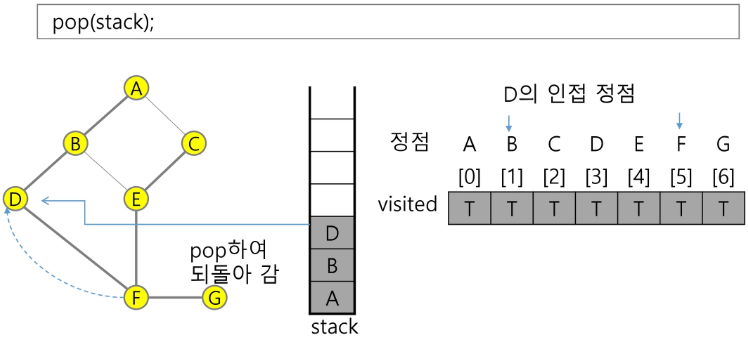 pop(stack);
D의 인접 정점
정점 A B C D E F G
[0] [1] [2] [3] [4] [5] [6]
visited T T T T T T T
A
B
C
D
E
F
G
pop하여
되돌아 감
D
B
A
stack